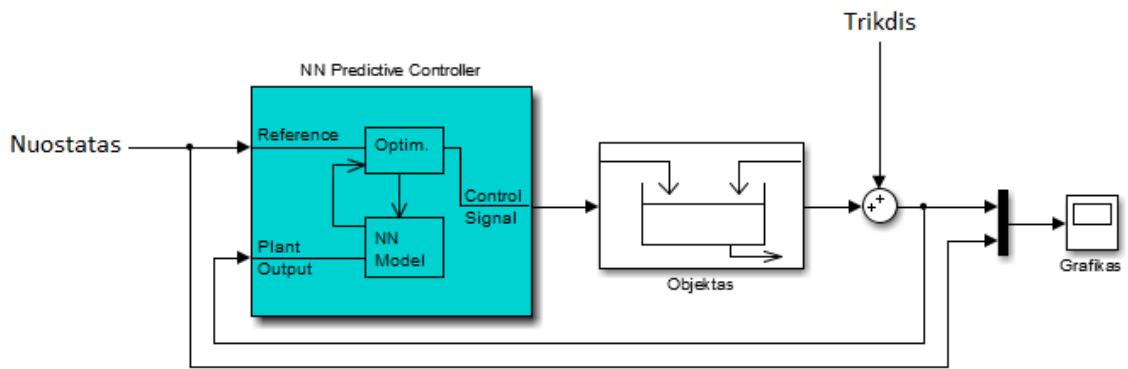 Trikdis
NN Predictive Controller
Nuostatas
Reference
Optim.
Control
Signal
Plant
Output
NN
Model
Objektas
Grafikas
+
+